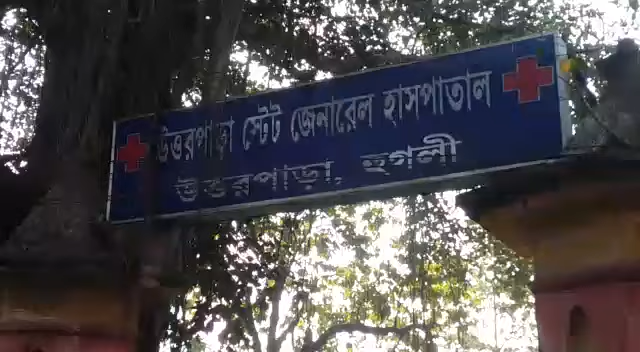 উত্তরপাড়া স্টেট জেনারেল হাসপাতাল
উত্তরপাড়া, হুগলী